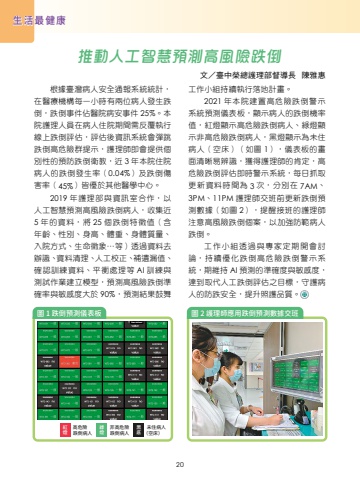 生活最健康
推動人工智慧預測高風險跌倒
文／臺中榮總護理部督導長　陳雅惠
根據臺灣病人安全通報系統統計，
在醫療機構每一小時有兩位病人發生跌
倒，跌倒事件佔醫院病安事件 25%。本
院護理人員在病人住院期間需反覆執行
線上跌倒評估，評估後資訊系統會彈跳
跌倒高危險群提示，護理師即會提供個
別性的預防跌倒衛教，近 3 年本院住院
病人的跌倒發生率（0.04%）及跌倒傷
害率（ 45%）皆優於其他醫學中心。
2019 年護理部與資訊室合作，以
人工智慧預測高風險跌倒病人，收集近
5 年的資料，將 25 個跌倒特徵值（含
年齡、性別、身高、體重、身體質量、
入院方式、生命徵象…等）透過資料去
辦識、資料清理、人工校正、補遺漏值、
確認訓練資料、平衡處理等 AI 訓練與
測試作業建立模型，預測高風險跌倒準
確率與敏感度大於 90%，預測結果鼓舞
工作小組持續執行落地計畫。
2021 年本院建置高危險跌倒警示
系統預測儀表板，顯示病人的跌倒機率
值，紅燈顯示高危險跌倒病人、綠燈顯
示非高危險跌倒病人、黑燈顯示為未住
病人（空床）（如圖 1），儀表板的畫
面清晰易辨識，獲得護理師的肯定，高
危險跌倒評估即時警示系統，每日抓取
更新資料時間為 3 次，分別在 7AM、
3PM、11PM 護理師交班前更新跌倒預
測數據（如圖 2），提醒接班的護理師
注意高風險跌倒個案，以加強防範病人
跌倒。
工作小組透過與專家定期開會討
論，持續優化跌倒高危險跌倒警示系
統，期維持 AI 預測的準確度與敏感度，
達到取代人工跌倒評估之目標，守護病
人的防跌安全，提升照護品質。
圖 1 跌倒預測儀表板
圖 2 護理師應用跌倒預測數據交班
紅燈 高危險跌倒病人
綠燈 非高危險跌倒病人
黑燈 未住病人（空床）
20